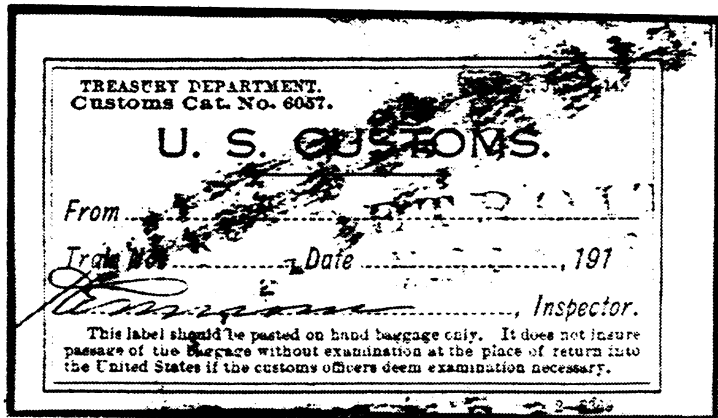 TREASURY DEPARTMENT.
Customs Cat. No. 6057.
U. S. CUSTOMS.
From
Train No. Date , 191
, Inspector.
This label should be pasted on hand baggage only. It does not insure
passage of the baggage without examination at the place of return into
the United States if the customs officers deem examination necessary.